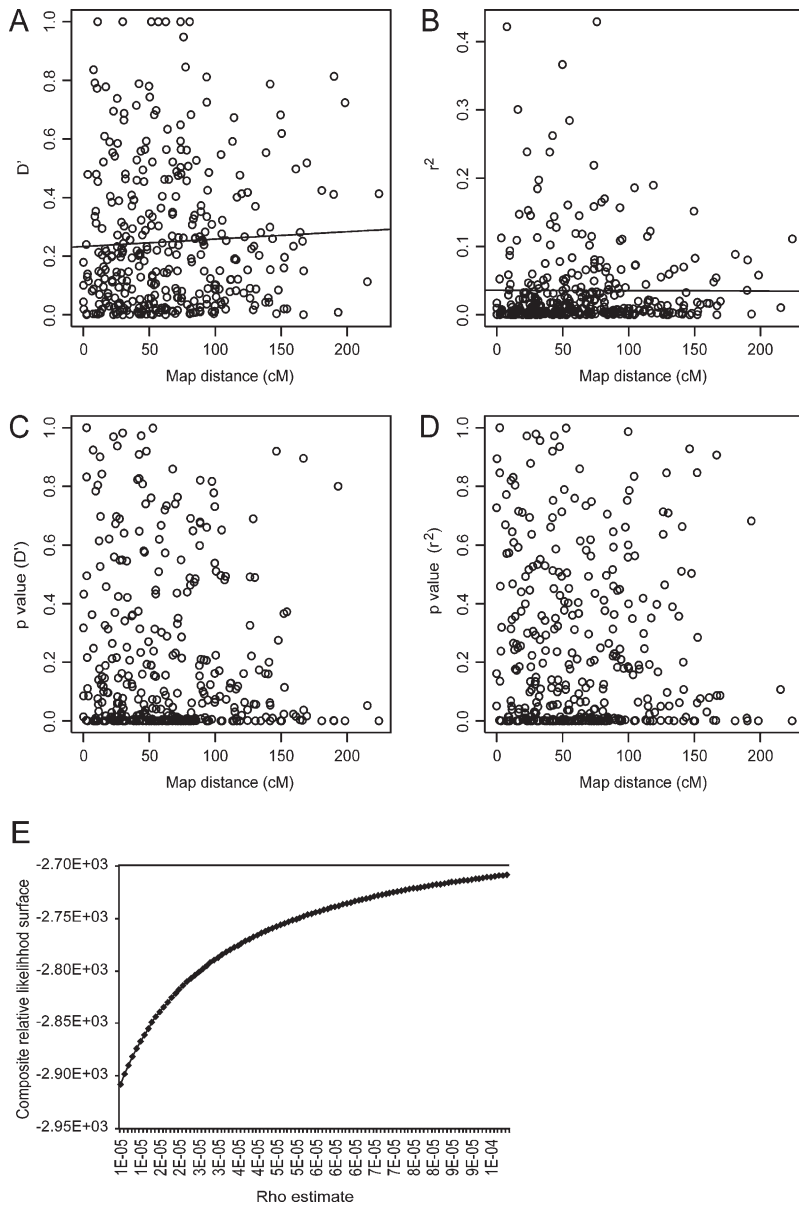 A
1.0
0.8
0.6
0.4
0.2
0.0
D'
0 50 100 150 200
Map distance (cM)
B
0.4
0.3
0.2
0.1
0.0
r2
0 50 100 150 200
Map distance (cM)
C
1.0
0.8
0.6
0.4
0.2
0.0
p value (D')
0 50 100 150 200
Map distance (cM)
D
1.0
0.8
0.6
0.4
0.2
0.0
p value (r2)
0 50 100 150 200
Map distance (cM)
E
-2.70E+03
-2.75E+03
-2.80E+03
-2.85E+03
-2.90E+03
-2.95E+03
Composite relative likelihhod surface
1E-05 1E-05 2E-05 2E-05 3E-05 3E-05 4E-05 4E-05 5E-05 5E-05 6E-05 6E-05 7E-05 7E-05 8E-05 8E-05 9E-05 9E-05 1E-04
Rho estimate